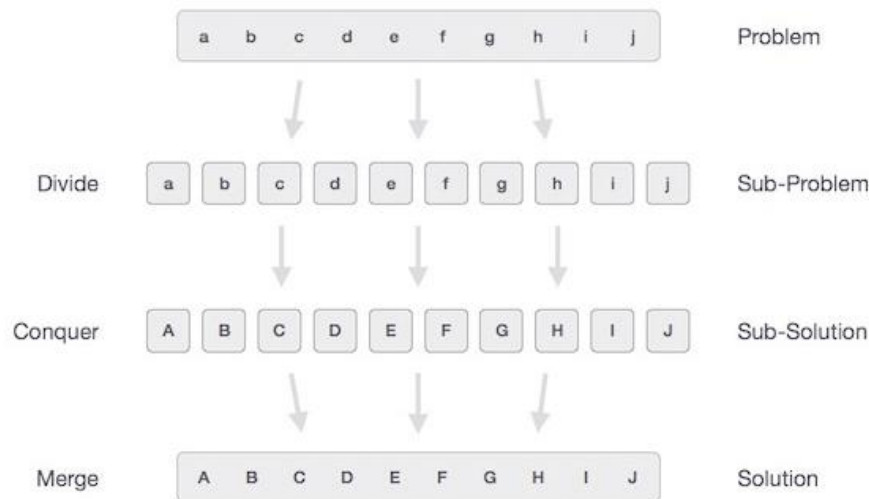 a b c d e f g h i j Problem
Divide a b c d e f g h i j Sub-Problem
Conquer A B C D E F G H I J Sub-Solution
Merge A B C D E F G H I J Solution